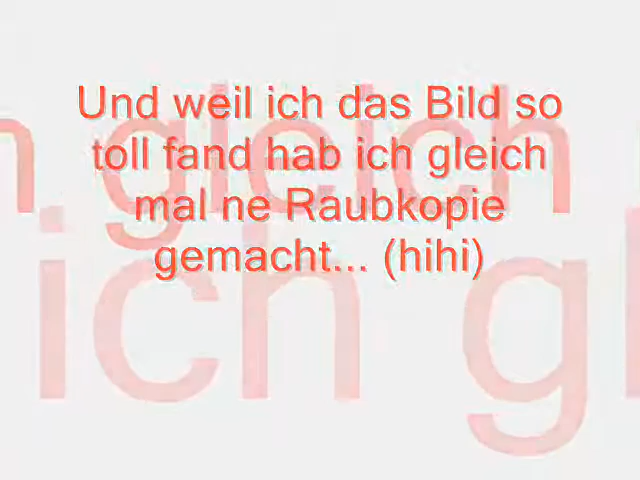 Und weil ich das Bild so
toll fand hab ich gleich
mal ne Raubkopie
gemacht... (hihi)